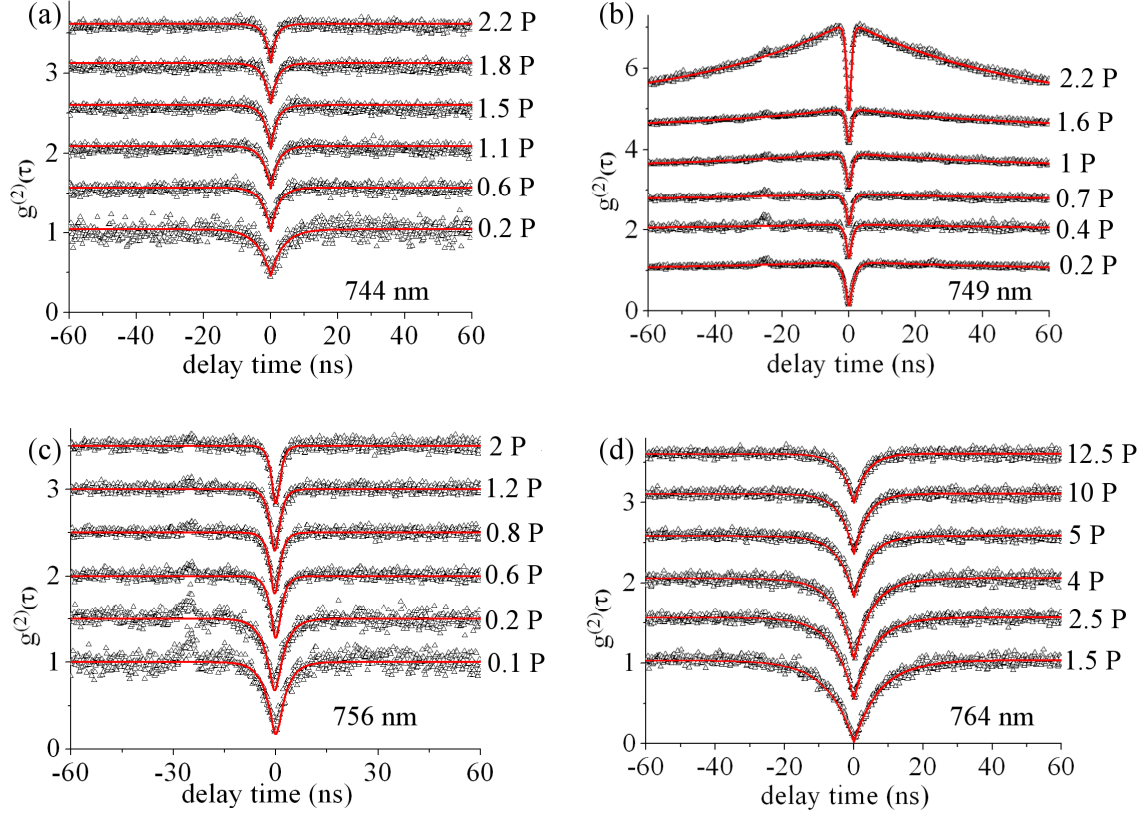 (a)
2.2 P
1.8 P
1.5 P
1.1 P
0.6 P
0.2 P
3
2
1
0
g(2)(τ)
744 nm
-60 -40 -20 0 20 40 60
delay time (ns)
(b)
2.2 P
1.6 P
1 P
0.7 P
0.4 P
0.2 P
6
4
2
0
g(2)(τ)
749 nm
-60 -40 -20 0 20 40 60
delay time (ns)
(c)
2 P
1.2 P
0.8 P
0.6 P
0.2 P
0.1 P
3
2
1
0
g(2)(τ)
756 nm
-60 -30 0 30 60
delay time (ns)
(d)
12.5 P
10 P
5 P
4 P
2.5 P
1.5 P
3
2
1
0
g(2)(τ)
764 nm
-60 -40 -20 0 20 40 60
delay time (ns)